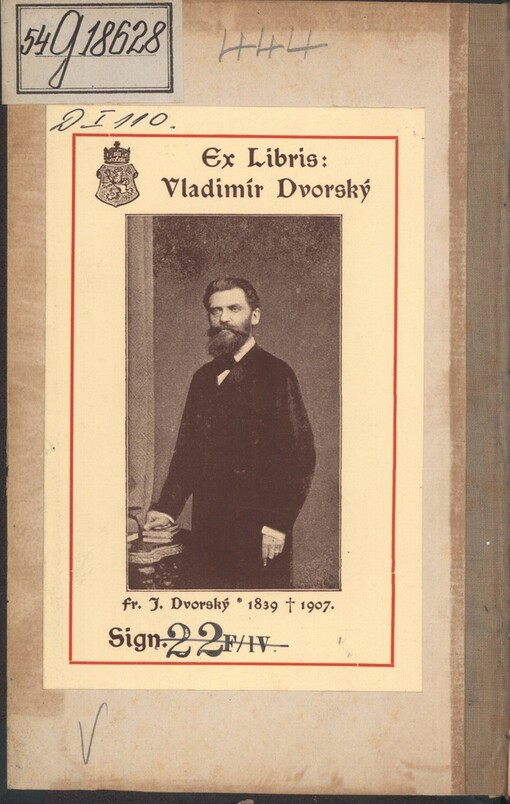 54 g 18628
444
D I 110.
Ex Libris:
Vladimír Dvorský
Fr. J. Dvorský * 1839 † 1907.
Sign. 22 F/IV.
V